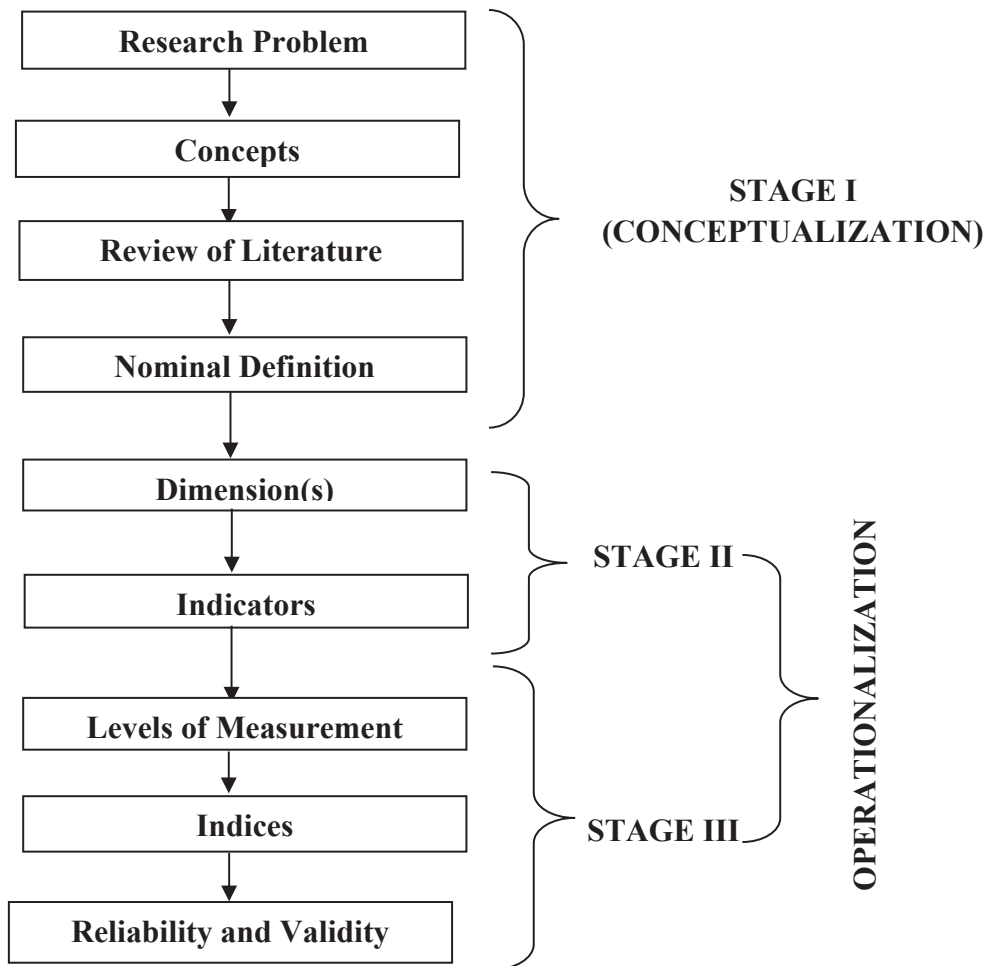 Research Problem
Concepts
Review of Literature
Nominal Definition
STAGE I
(CONCEPTUALIZATION)
Dimension(s)
Indicators
STAGE II
Levels of Measurement
Indices
Reliability and Validity
STAGE III
OPERATIONALIZATION